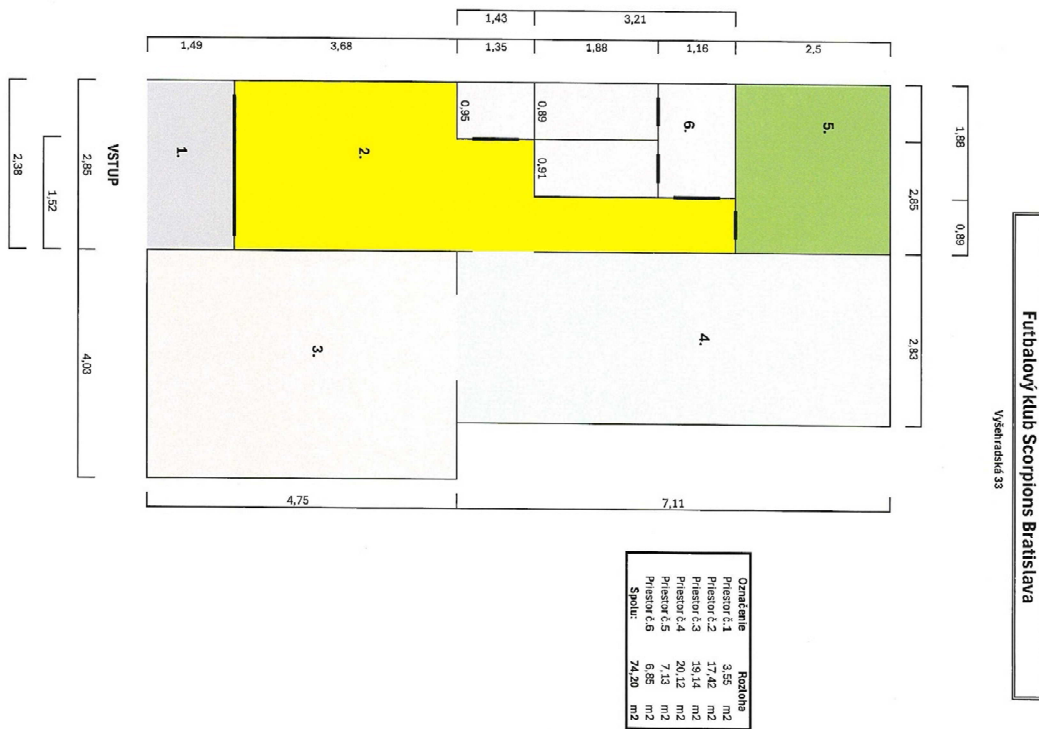 Futbalový klub Scorpions Bratislava
Vyšehradská 33
1,88 0,89
2,85 2,83
2,5
5.
7,11
3,21
1,16
6.
4.
1,88
0,89 0,91
1,43
1,35
0,95
Označenie Rozloha
Priestor č.1 3,55 m2
Priestor č.2 17,42 m2
Priestor č.3 19,14 m2
Priestor č.4 20,12 m2
Priestor č.5 7,13 m2
Priestor č.6 6,85 m2
Spolu: 74,20 m2
3,68
2.
3.
4,75
1,49
1.
VSTUP
2,85 4,03
1,52
2,38